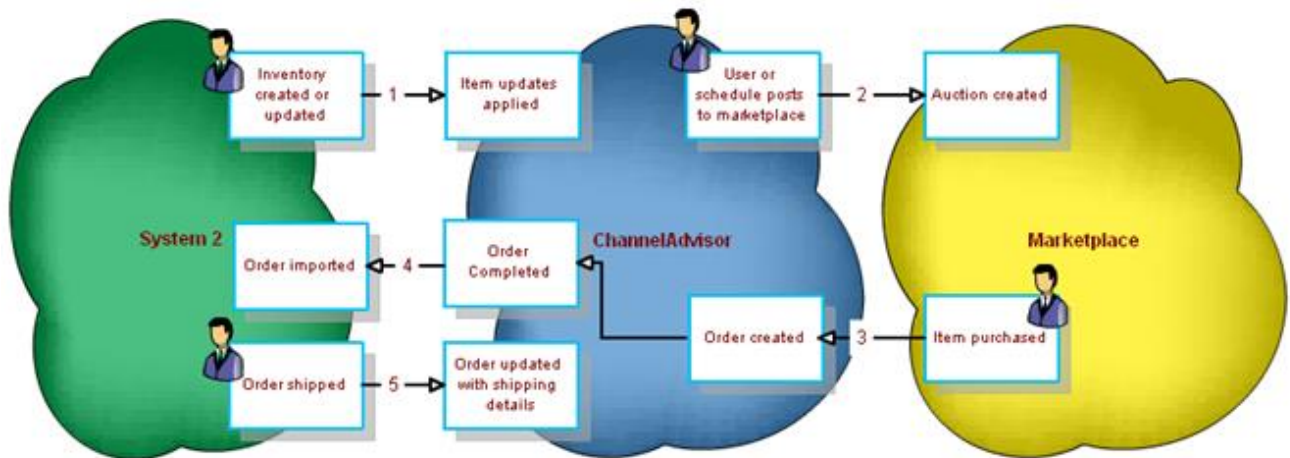 Inventory
created or
updated
1
Item updates
applied
User or
schedule posts
to marketplace
2
Auction created
System 2
Order imported
4
Order
Completed
ChannelAdvisor
Order created
3
Marketplace
Item purchased
Order shipped
5
Order updated
with shipping
details